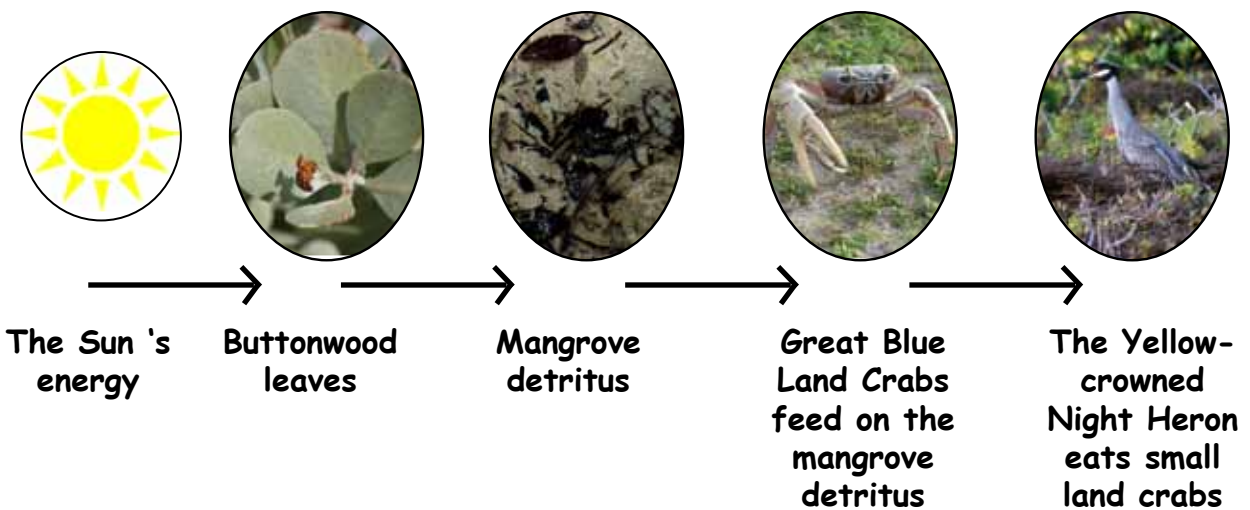 The Sun ‘s
energy
Buttonwood
leaves
Mangrove
detritus
Great Blue
Land Crabs
feed on the
mangrove
detritus
The Yellow-
crowned
Night Heron
eats small
land crabs